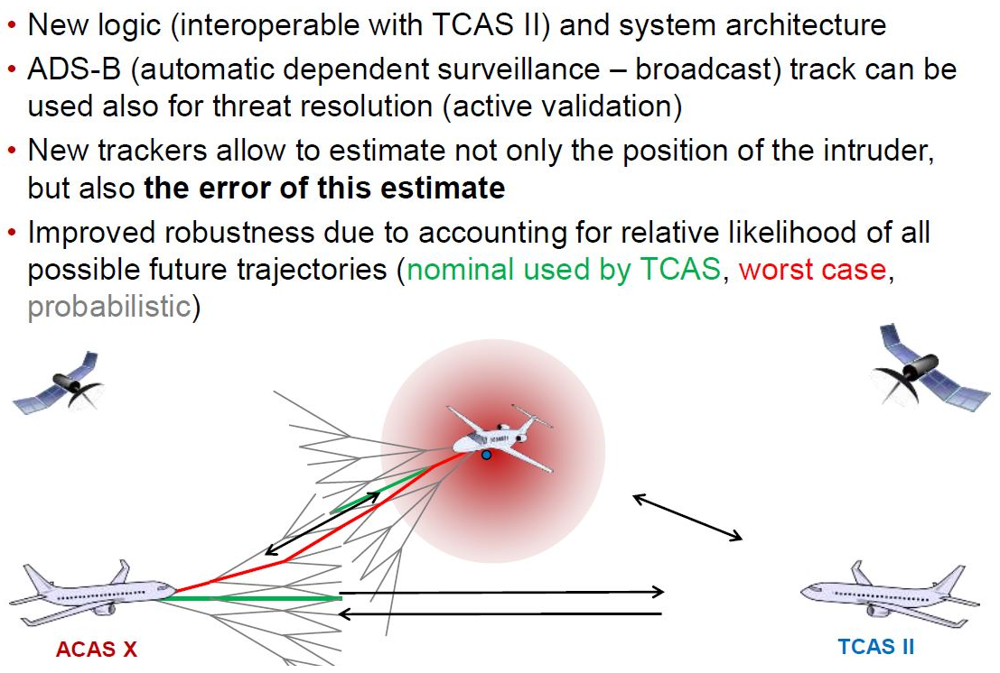 • New logic (interoperable with TCAS II) and system architecture
• ADS-B (automatic dependent surveillance – broadcast) track can be
used also for threat resolution (active validation)
• New trackers allow to estimate not only the position of the intruder,
but also the error of this estimate
• Improved robustness due to accounting for relative likelihood of all
possible future trajectories (nominal used by TCAS, worst case,
probabilistic)
ACAS X
TCAS II